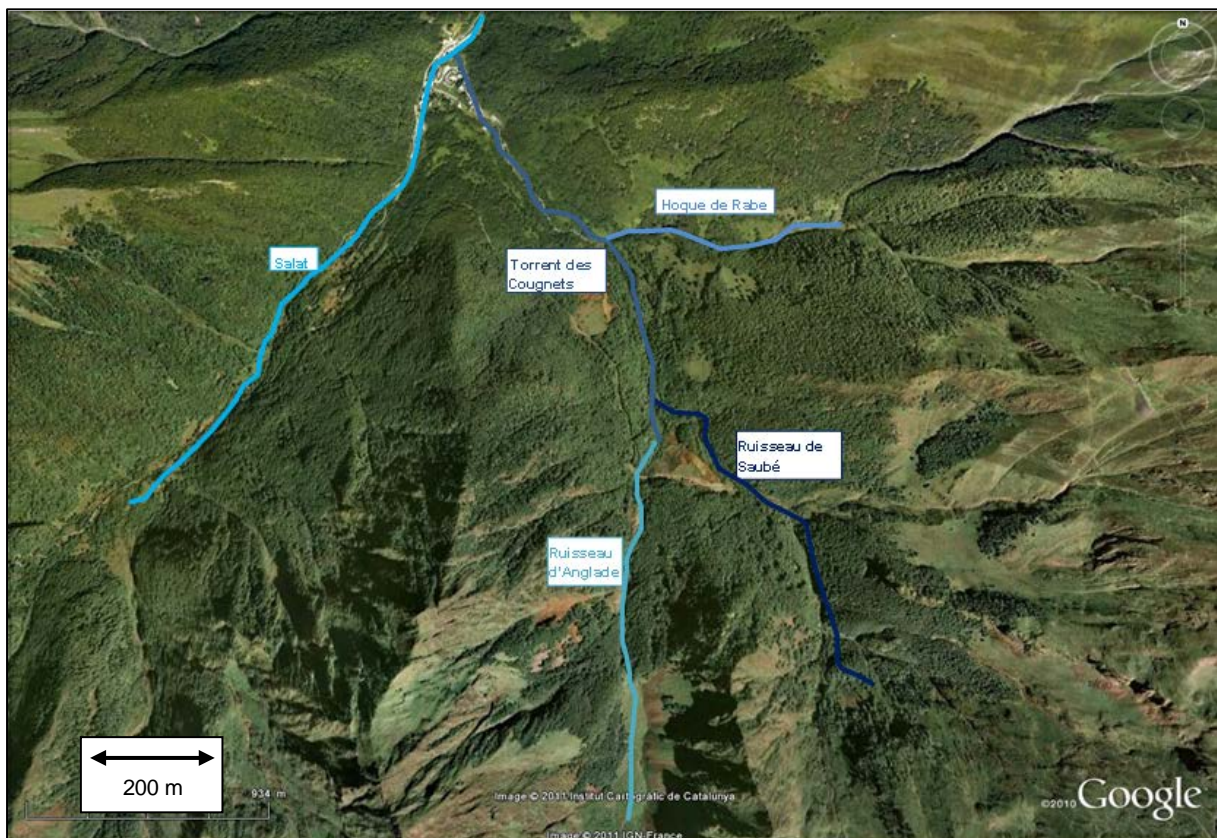 N
Hoque de Rabe
Salat
Torrent des
Cougnets
Ruisseau de
Saubé
Ruisseau
d'Anglade
200 m
934 m
Image © 2011 Institut Cartogràfic de Catalunya
©2010 Google
Image © 2011 IGN-France